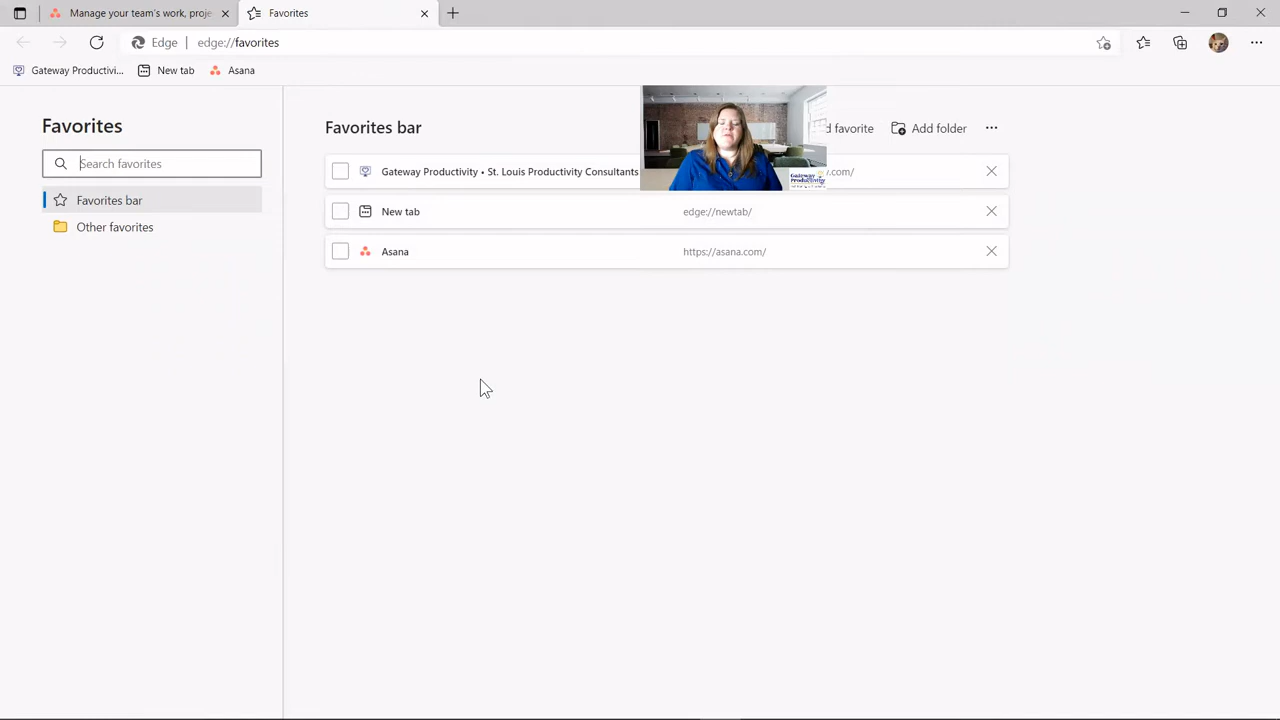 Manage your team's work, proje
Favorites
Edge
edge://favorites
Gateway Productivi...
New tab
Asana
Favorites
Search favorites
Favorites bar
Other favorites
Favorites bar
d favorite
Add folder
Gateway Productivity • St. Louis Productivity Consultants
.com/
New tab
edge://newtab/
Asana
https://asana.com/
Gateway
Productivity